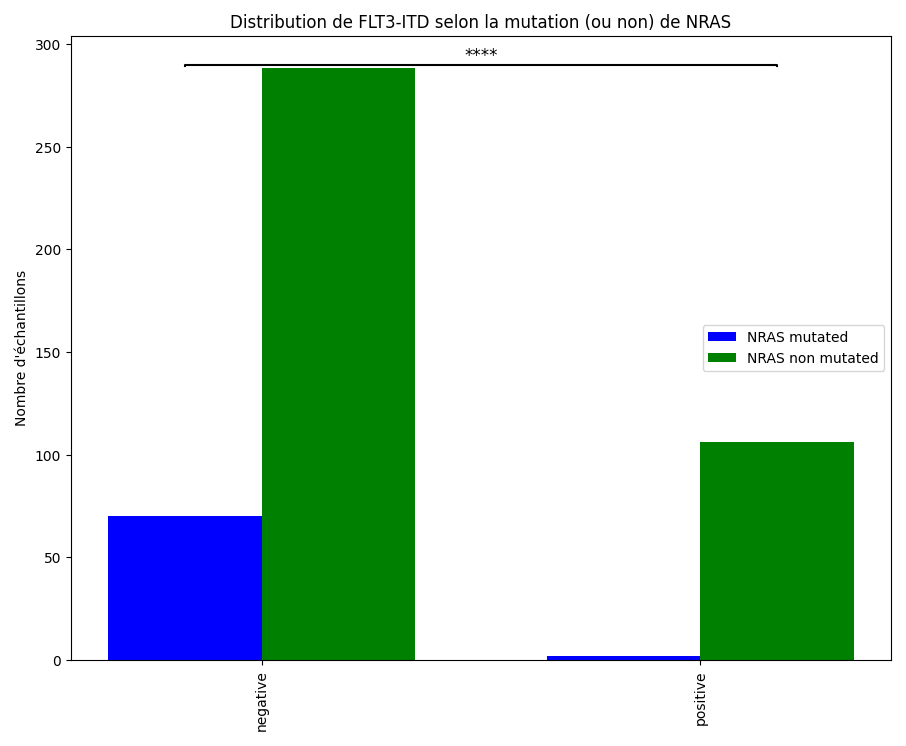 Distribution de FLT3-ITD selon la mutation (ou non) de NRAS
****
300
250
200
150
100
50
0
Nombre d'échantillons
NRAS mutated
NRAS non mutated
negative
positive